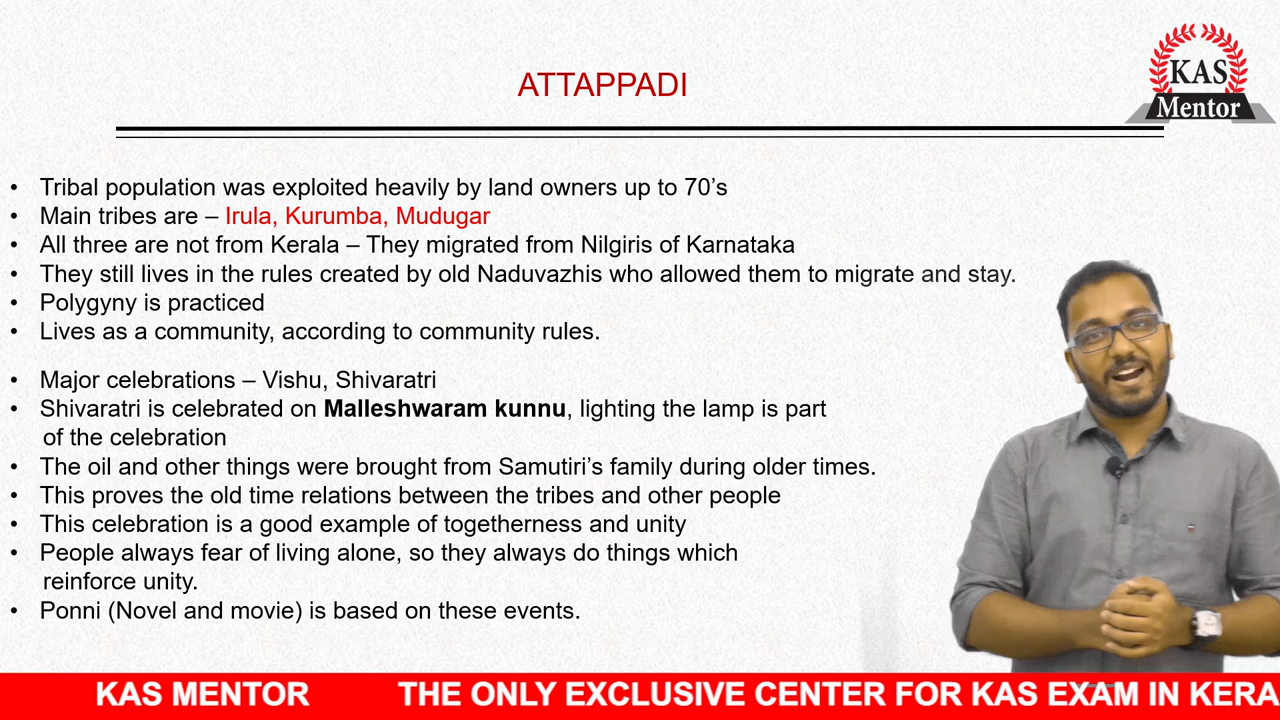 KAS
Mentor
ATTAPPADI
• Tribal population was exploited heavily by land owners up to 70’s
• Main tribes are – Irula, Kurumba, Mudugar
• All three are not from Kerala – They migrated from Nilgiris of Karnataka
• They still lives in the rules created by old Naduvazhis who allowed them to migrate and stay.
• Polygyny is practiced
• Lives as a community, according to community rules.
• Major celebrations – Vishu, Shivaratri
• Shivaratri is celebrated on Malleshwaram kunnu, lighting the lamp is part
of the celebration
• The oil and other things were brought from Samutiri’s family during older times.
• This proves the old time relations between the tribes and other people
• This celebration is a good example of togetherness and unity
• People always fear of living alone, so they always do things which
reinforce unity.
• Ponni (Novel and movie) is based on these events.
KAS MENTOR THE ONLY EXCLUSIVE CENTER FOR KAS EXAM IN KERA